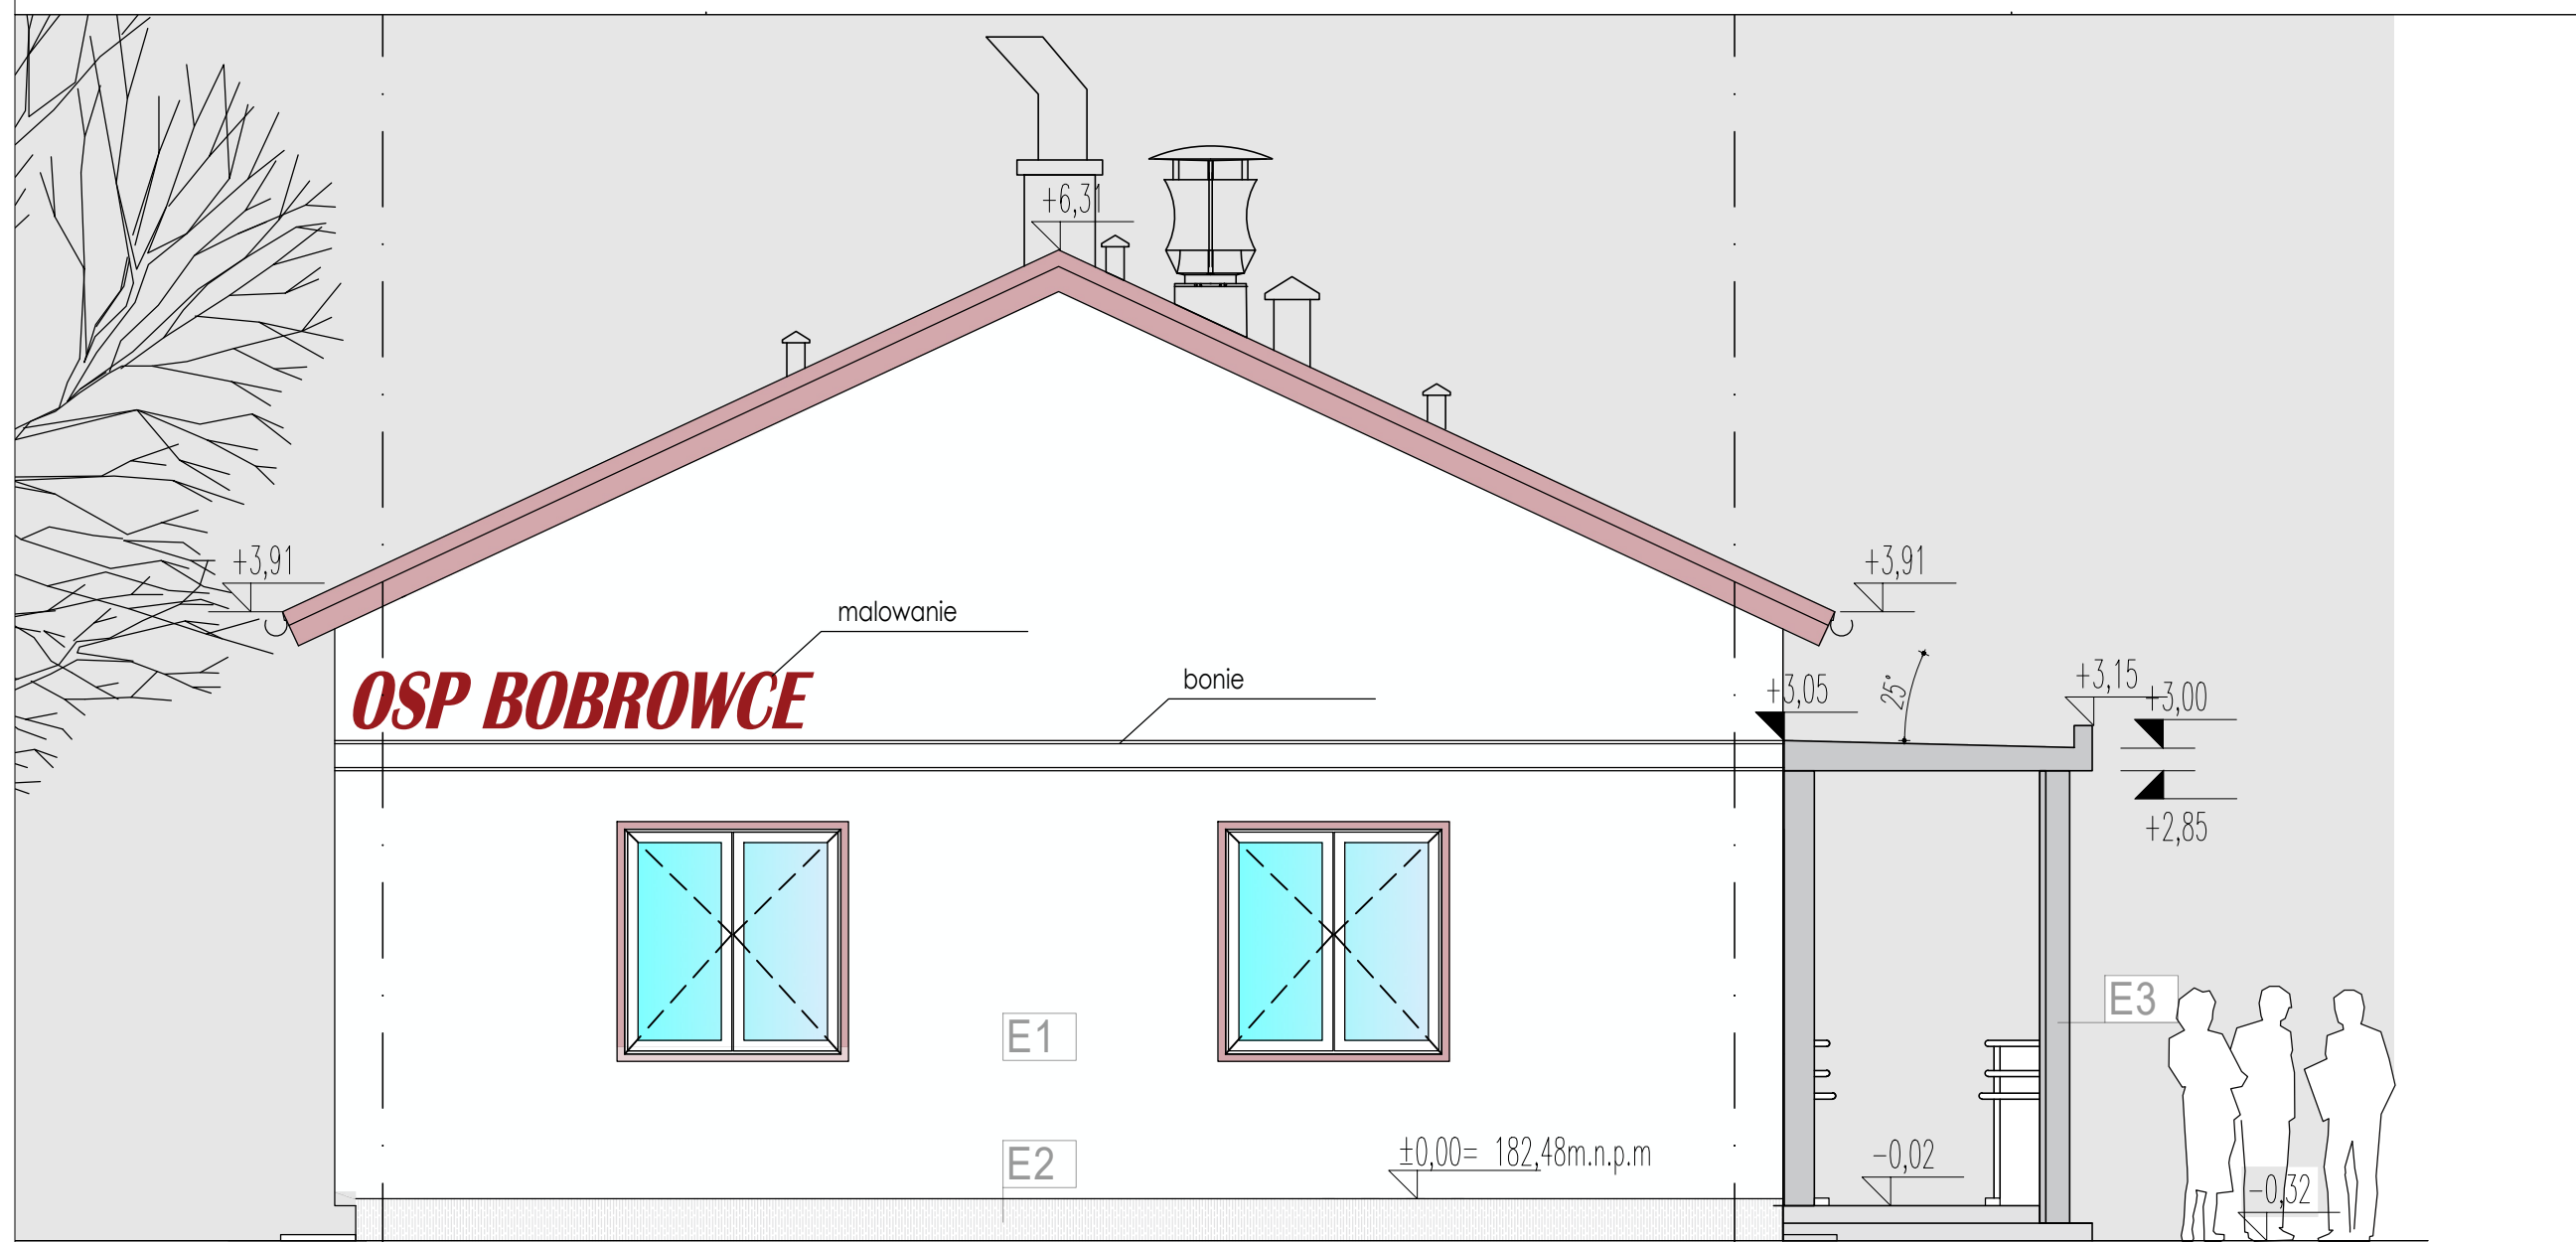 +6,31
+3,91
+3,91
malowanie
OSP BOBROWCE
bonie
+3,05
25°
+3,15
+3,00
+2,85
E3
E1
E2
±0,00= 182,48m.n.p.m
-0,02
-0,32